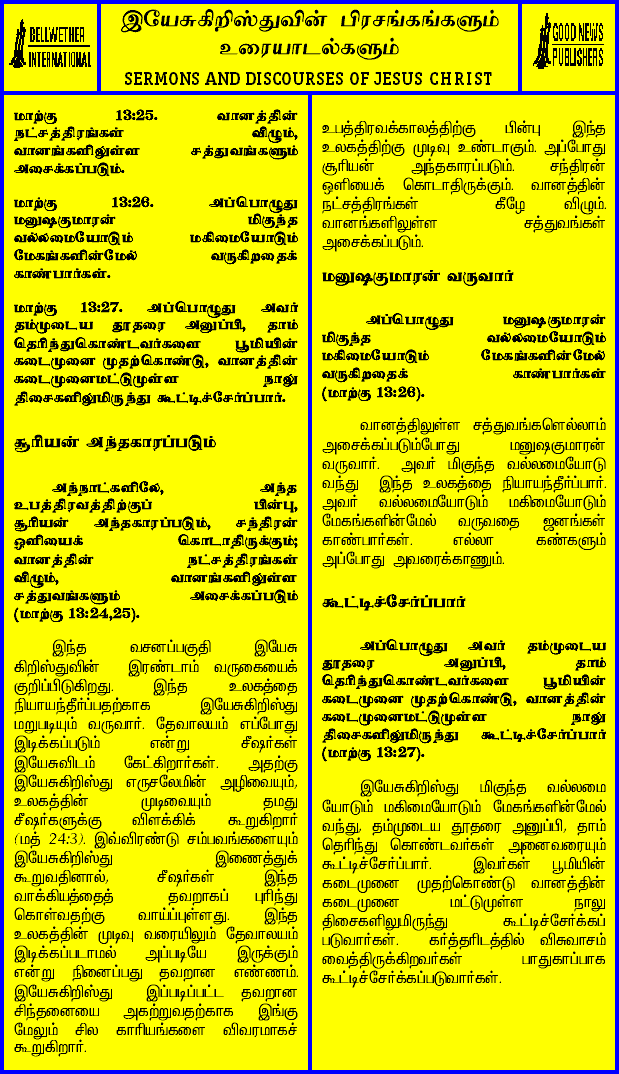 BELLWETHER
INTERNATIONAL
இயேசுகிறிஸ்துவின் பிரசங்கங்களும்
உரையாடல்களும்
SERMONS AND DISCOURSES OF JESUS CHRIST
GOOD NEWS
PUBLISHERS
மாற்கு 13:25. வானத்தின்
நட்சத்திரங்கள் விழும்,
வானங்களிலுள்ள சத்துவங்களும்
அசைக்கப்படும்.
மாற்கு 13:26. அப்பொழுது
மனுஷகுமாரன் மிகுந்த
வல்லமையோடும் மகிமையோடும்
மேகங்களின்மேல் வருகிறதைக்
காண்பார்கள்.
மாற்கு 13:27. அப்பொழுது அவர்
தம்முடைய தூதரை அனுப்பி, தாம்
தெரிந்துகொண்டவர்களை பூமியின்
கடைமுனை முதற்கொண்டு, வானத்தின்
கடைமுனைமட்டுமுள்ள நாலு
திசைகளிலுமிருந்து கூட்டிச்சேர்ப்பார்.
சூரியன் அந்தகாரப்படும்
அந்நாட்களிலே, அந்த
உபத்திரவத்திற்குப் பின்பு,
சூரியன் அந்தகாரப்படும், சந்திரன்
ஒளியைக் கொடாதிருக்கும்;
வானத்தின் நட்சத்திரங்கள்
விழும், வானங்களிலுள்ள
சத்துவங்களும் அசைக்கப்படும்
(மாற்கு 13:24,25).
இந்த வசனப்பகுதி இயேசு
கிறிஸ்துவின் இரண்டாம் வருகையைக்
குறிப்பிடுகிறது. இந்த உலகத்தை
நியாயந்தீர்ப்பதற்காக இயேசுகிறிஸ்து
மறுபடியும் வருவார். தேவாலயம் எப்போது
இடிக்கப்படும் என்று சீஷர்கள்
இயேசுவிடம் கேட்கிறார்கள். அதற்கு
இயேசுகிறிஸ்து எருசலேமின் அழிவையும்,
உலகத்தின் முடிவையும் தமது
சீஷர்களுக்கு விளக்கிக் கூறுகிறார்
(மத் 24:3). இவ்விரண்டு சம்பவங்களையும்
இயேசுகிறிஸ்து இணைத்துக்
கூறுவதினால், சீஷர்கள் இந்த
வாக்கியத்தைத் தவறாகப் புரிந்து
கொள்வதற்கு வாய்ப்புள்ளது. இந்த
உலகத்தின் முடிவு வரையிலும் தேவாலயம்
இடிக்கப்படாமல் அப்படியே இருக்கும்
என்று நினைப்பது தவறான எண்ணம்.
இயேசுகிறிஸ்து இப்படிப்பட்ட தவறான
சிந்தனையை அகற்றுவதற்காக இங்கு
மேலும் சில காரியங்களை விவரமாகச்
கூறுகிறார்.
உபத்திரவக்காலத்திற்கு பின்பு இந்த
உலகத்திற்கு முடிவு உண்டாகும். அப்போது
சூரியன் அந்தகாரப்படும். சந்திரன்
ஒளியைக் கொடாதிருக்கும். வானத்தின்
நட்சத்திரங்கள் கீழே விழும்.
வானங்களிலுள்ள சத்துவங்கள்
அசைக்கப்படும்.
மனுஷகுமாரன் வருவார்
அப்பொழுது மனுஷகுமாரன்
மிகுந்த வல்லமையோடும்
மகிமையோடும் மேகங்களின்மேல்
வருகிறதைக் காண்பார்கள்
(மாற்கு 13:26).
வானத்திலுள்ள சத்துவங்களெல்லாம்
அசைக்கப்படும்போது மனுஷகுமாரன்
வருவார். அவர் மிகுந்த வல்லமையோடு
வந்து இந்த உலகத்தை நியாயந்தீர்ப்பார்.
அவர் வல்லமையோடும் மகிமையோடும்
மேகங்களின்மேல் வருவதை ஜனங்கள்
காண்பார்கள். எல்லா கண்களும்
அப்போது அவரைக்காணும்.
கூட்டிச்சேர்ப்பார்
அப்பொழுது அவர் தம்முடைய
தூதரை அனுப்பி, தாம்
தெரிந்துகொண்டவர்களை பூமியின்
கடைமுனை முதற்கொண்டு, வானத்தின்
கடைமுனைமட்டுமுள்ள நாலு
திசைகளிலுமிருந்து கூட்டிச்சேர்ப்பார்
(மாற்கு 13:27).
இயேசுகிறிஸ்து மிகுந்த வல்லமை
யோடும் மகிமையோடும் மேகங்களின்மேல்
வந்து, தம்முடைய தூதரை அனுப்பி, தாம்
தெரிந்து கொண்டவர்கள் அனைவரையும்
கூட்டிச்சேர்ப்பார். இவர்கள் பூமியின்
கடைமுனை முதற்கொண்டு வானத்தின்
கடைமுனை மட்டுமுள்ள நாலு
திசைகளிலுமிருந்து கூட்டிச்சேர்க்கப்
படுவார்கள். கர்த்தரிடத்தில் விசுவாசம்
வைத்திருக்கிறவர்கள் பாதுகாப்பாக
கூட்டிச்சேர்க்கப்படுவார்கள்.